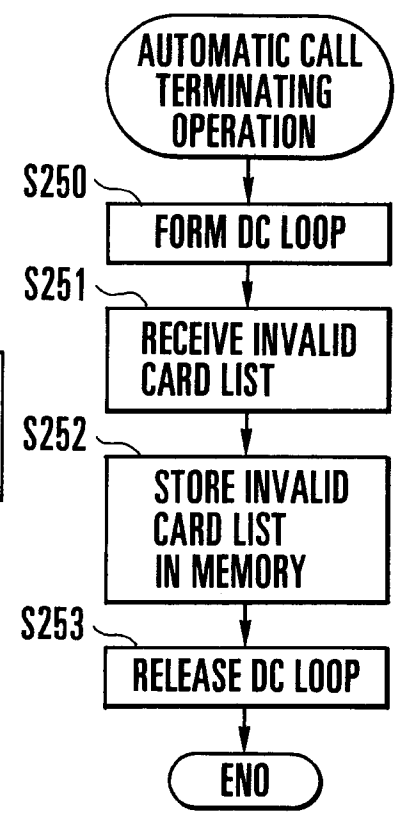 AUTOMATIC CALL
TERMINATING
OPERATION
S250
FORM DC LOOP
S251
RECEIVE INVALID
CARD LIST
S252
STORE INVALID
CARD LIST
IN MEMORY
S253
RELEASE DC LOOP
ENO